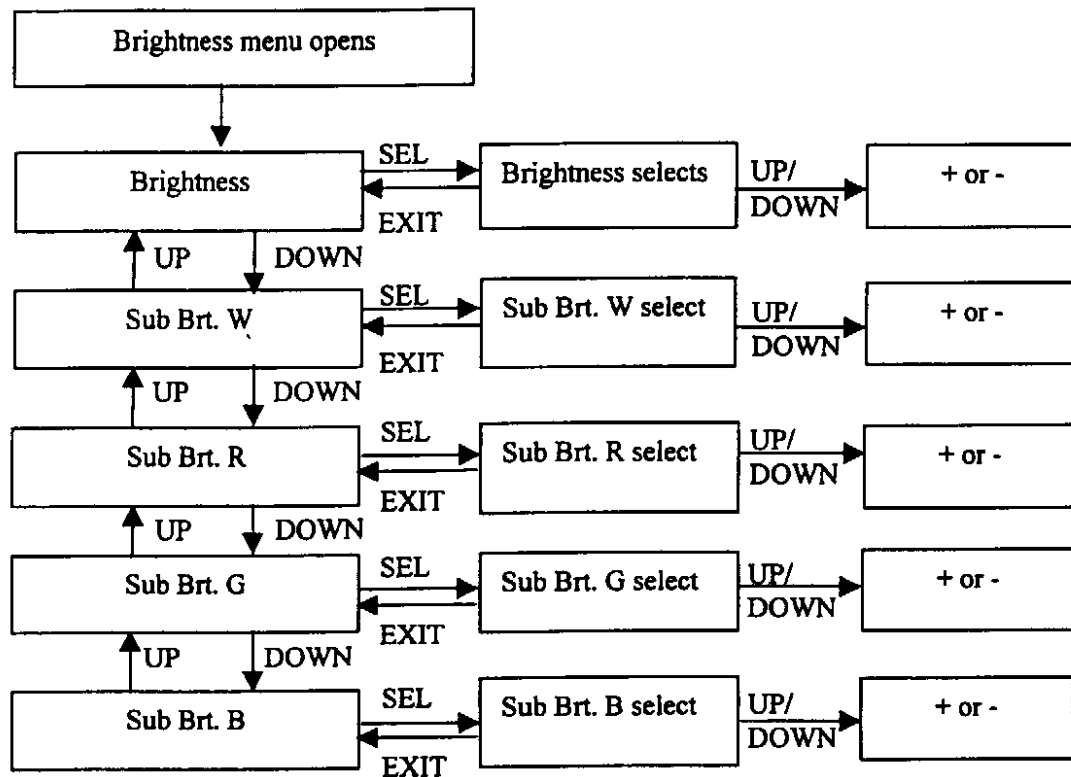 Brightness menu opens
Brightness
SEL
EXIT
Brightness selects
UP/
DOWN
+ or -
UP
DOWN
Sub Brt. W
SEL
EXIT
Sub Brt. W select
UP/
DOWN
+ or -
UP
DOWN
Sub Brt. R
SEL
EXIT
Sub Brt. R select
UP/
DOWN
+ or -
UP
DOWN
Sub Brt. G
SEL
EXIT
Sub Brt. G select
UP/
DOWN
+ or -
UP
DOWN
Sub Brt. B
SEL
EXIT
Sub Brt. B select
UP/
DOWN
+ or -